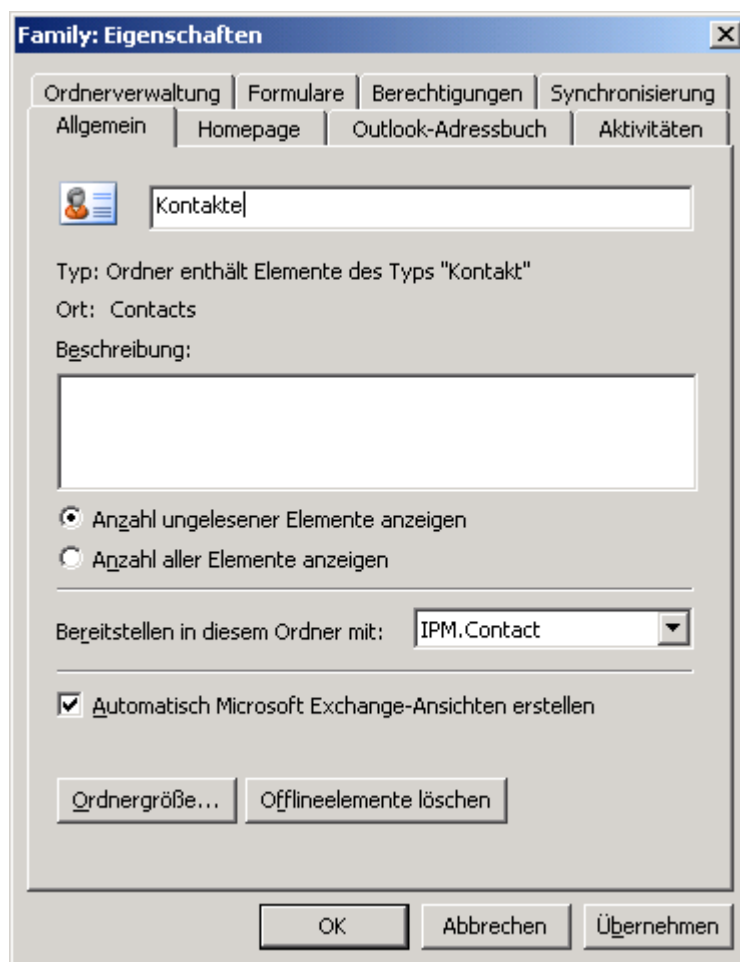 Family: Eigenschaften
Ordnerverwaltung Formulare Berechtigungen Synchronisierung
Allgemein Homepage Outlook-Adressbuch Aktivitäten
Kontakte
Typ: Ordner enthält Elemente des Typs "Kontakt"
Ort: Contacts
Beschreibung:
Anzahl ungelesener Elemente anzeigen
Anzahl aller Elemente anzeigen
Bereitstellen in diesem Ordner mit: IPM.Contact
Automatisch Microsoft Exchange-Ansichten erstellen
Ordnergröße... Offlineelemente löschen
OK Abbrechen Übernehmen